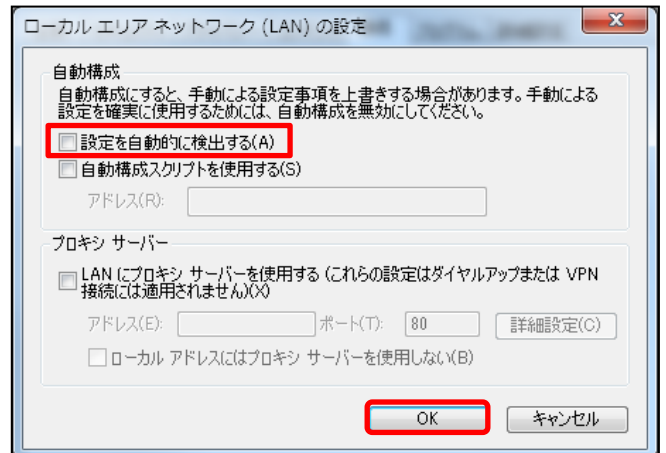 ローカル エリア ネットワーク (LAN) の設定
自動構成
自動構成にすると、手動による設定事項を上書きする場合があります。手動による
設定を確実に使用するためには、自動構成を無効にしてください。
設定を自動的に検出する(A)
自動構成スクリプトを使用する(S)
アドレス(R):
プロキシ サーバー
LAN にプロキシ サーバーを使用する (これらの設定はダイヤルアップまたは VPN
接続には適用されません)(X)
アドレス(E): ポート(T): 80 詳細設定(C)
ローカル アドレスにはプロキシ サーバーを使用しない(B)
OK キャンセル